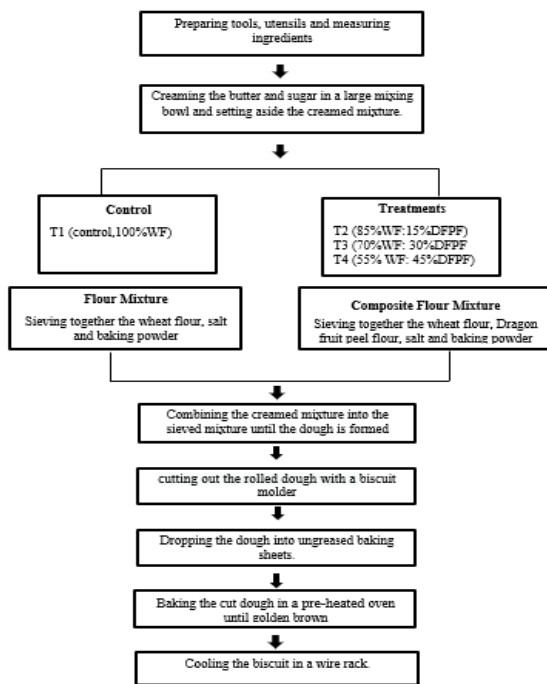 Preparing tools, utensils and measuring
ingredients
Creaming the butter and sugar in a large mixing
bowl and setting aside the creamed mixture.
Control
T1 (control,100%WF)
Treatments
T2 (85%WF:15%DFPF)
T3 (70%WF: 30%DFPF
T4 (55% WF: 45%DFPF)
Flour Mixture
Sieving together the wheat flour, salt
and baking powder
Composite Flour Mixture
Sieving together the wheat flour, Dragon
fruit peel flour, salt and baking powder
Combining the creamed mixture into the
sieved mixture until the dough is formed
cutting out the rolled dough with a biscuit
molder
Dropping the dough into ungreased baking
sheets.
Baking the cut dough in a pre-heated oven
until golden brown
Cooling the biscuit in a wire rack.